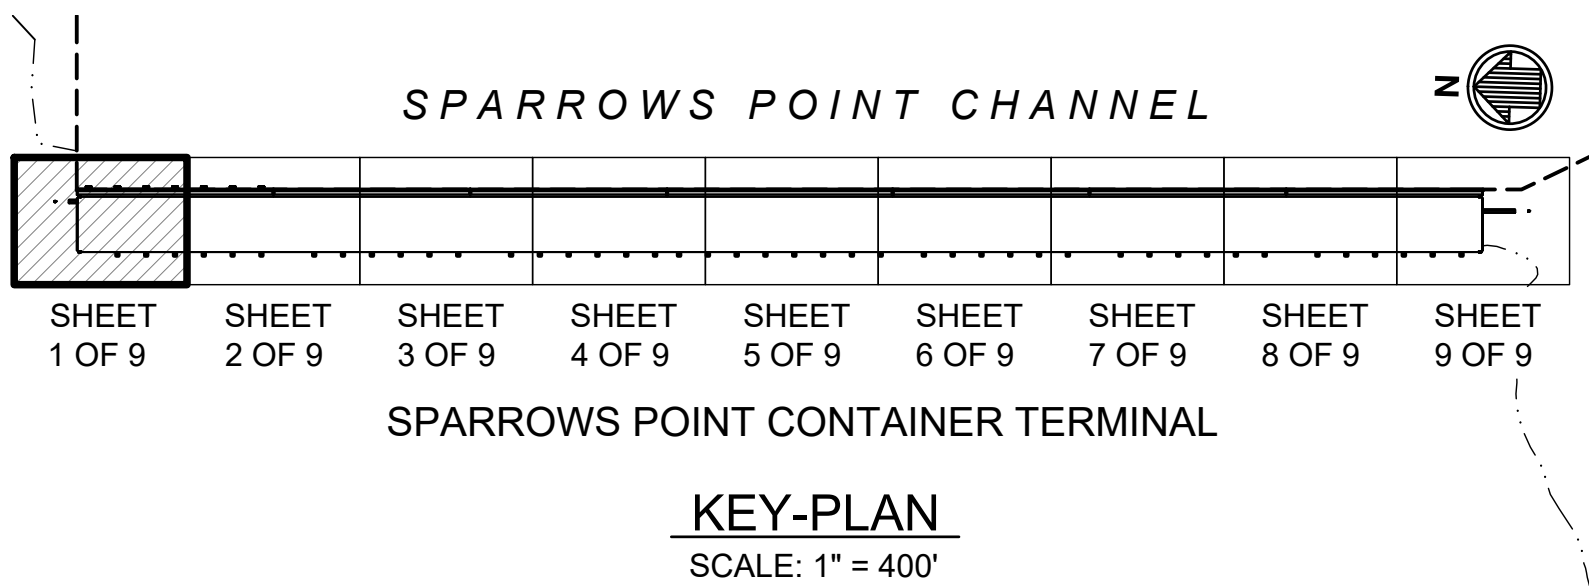 SPARROWS POINT CHANNEL
N
SHEET
1 OF 9
SHEET
2 OF 9
SHEET
3 OF 9
SHEET
4 OF 9
SHEET
5 OF 9
SHEET
6 OF 9
SHEET
7 OF 9
SHEET
8 OF 9
SHEET
9 OF 9
SPARROWS POINT CONTAINER TERMINAL
KEY-PLAN
SCALE: 1" = 400'